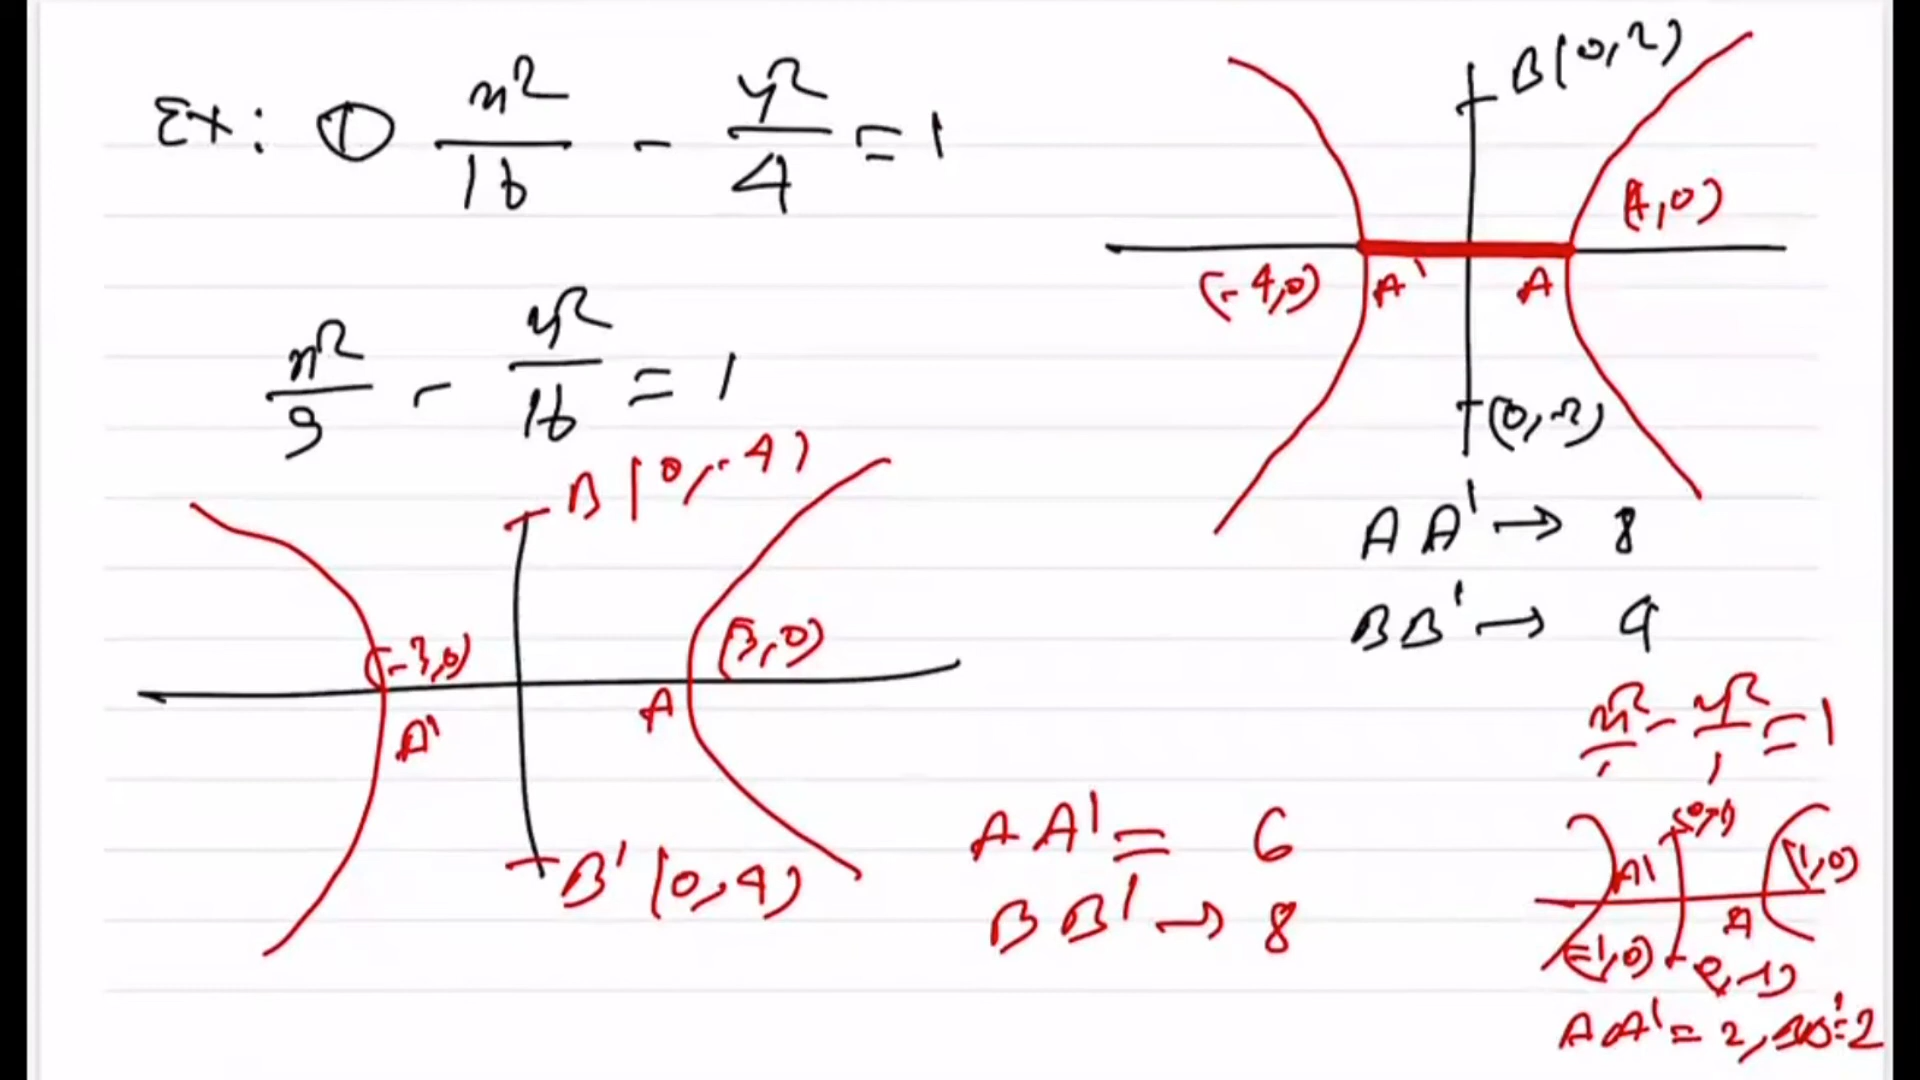 Ex: ① x²/16 - y²/4 = 1
B(0,2)
(4,0)
(-4,0) A' A
(0,-2)
AA' → 8
BB' → 4
x²/9 - y²/16 = 1
B(0,-4)
(-3,0) (3,0)
A' A
B'(0,4)
AA' = 6
BB' → 8
x²/1 - y²/1 = 1
A' (1,0)
A
(-1,0) (0,-1)
AA' = 2, BB' = 2